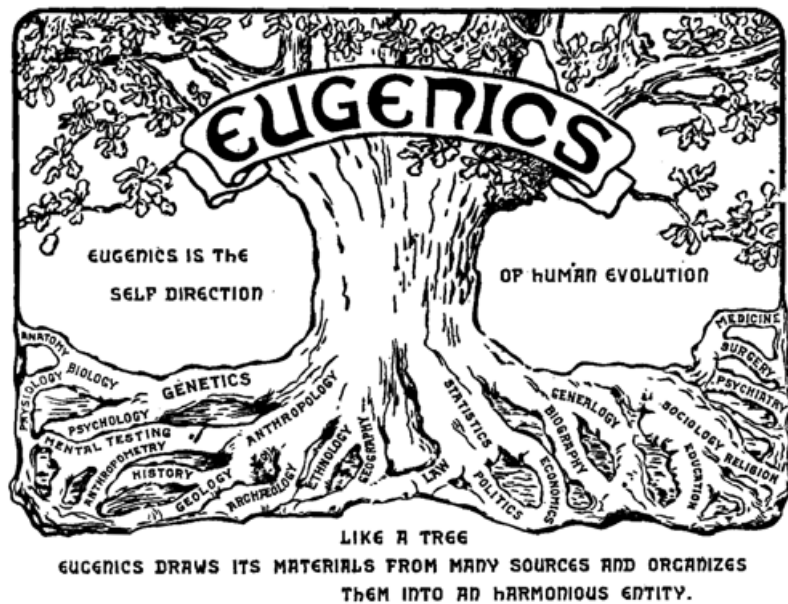 EUGENICS
EUGENICS IS THE
SELF DIRECTION
OF HUMAN EVOLUTION
ANATOMY
PHYSIOLOGY
BIOLOGY
GENETICS
PSYCHOLOGY
MENTAL TESTING
ANTHROPOMETRY
HISTORY
ANTHROPOLOGY
GEOLOGY
ARCHÆOLOGY
ETHNOLOGY
GEOGRAPHY
LAW
STATISTICS
POLITICS
ECONOMICS
BIOGRAPHY
GENEALOGY
EDUCATION
SOCIOLOGY
RELIGION
PSYCHIATRY
SURGERY
MEDICINE
LIKE A TREE
EUGENICS DRAWS ITS MATERIALS FROM MANY SOURCES AND ORGANIZES
THEM INTO AN HARMONIOUS ENTITY.